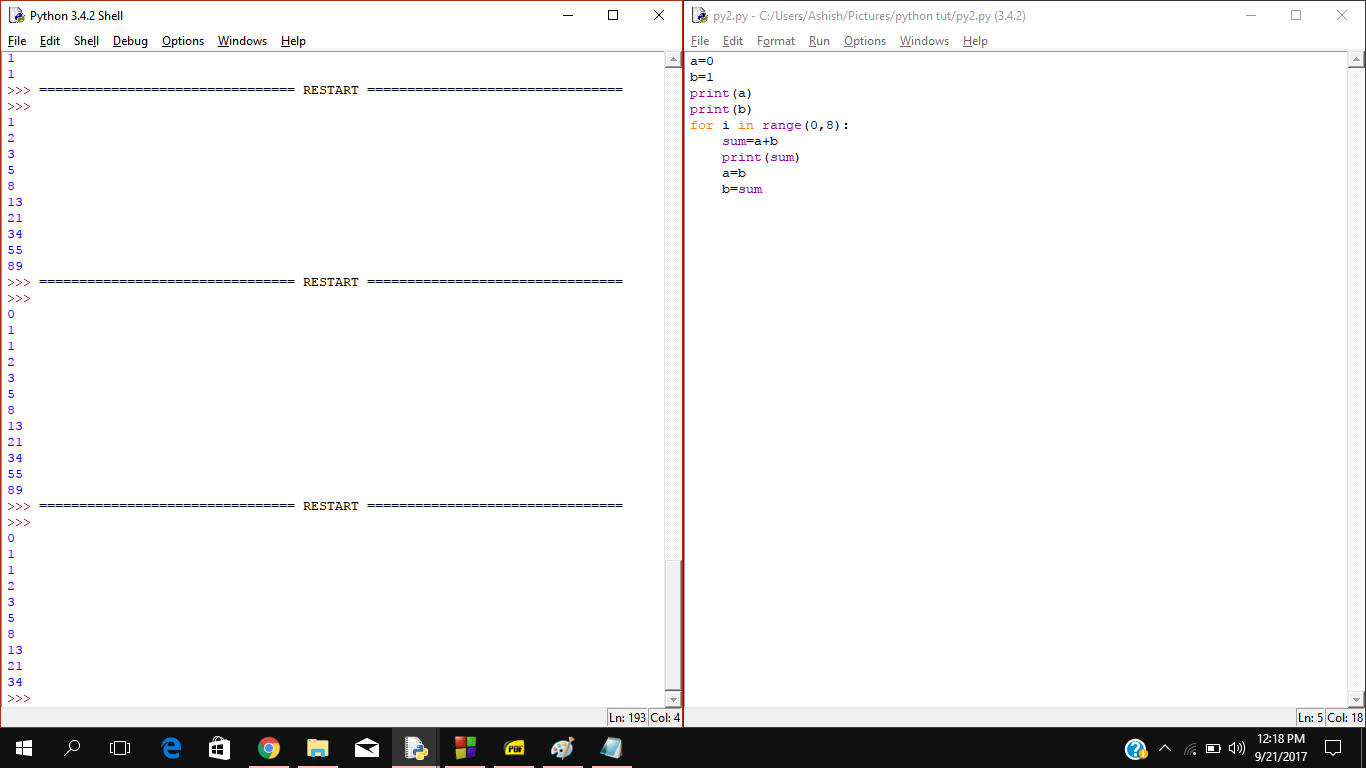 Python 3.4.2 Shell
File Edit Shell Debug Options Windows Help
1
1
>>> ================================ RESTART ================================
>>>
1
2
3
5
8
13
21
34
55
89
>>> ================================ RESTART ================================
>>>
0
1
1
2
3
5
8
13
21
34
55
89
>>> ================================ RESTART ================================
>>>
0
1
1
2
3
5
8
13
21
34
>>>
Ln: 193 Col: 4
py2.py - C:/Users/Ashish/Pictures/python tut/py2.py (3.4.2)
File Edit Format Run Options Windows Help
a=0
b=1
print(a)
print(b)
for i in range(0,8):
    sum=a+b
    print(sum)
    a=b
    b=sum
Ln: 5 Col: 18
PDF
12:18 PM
9/21/2017